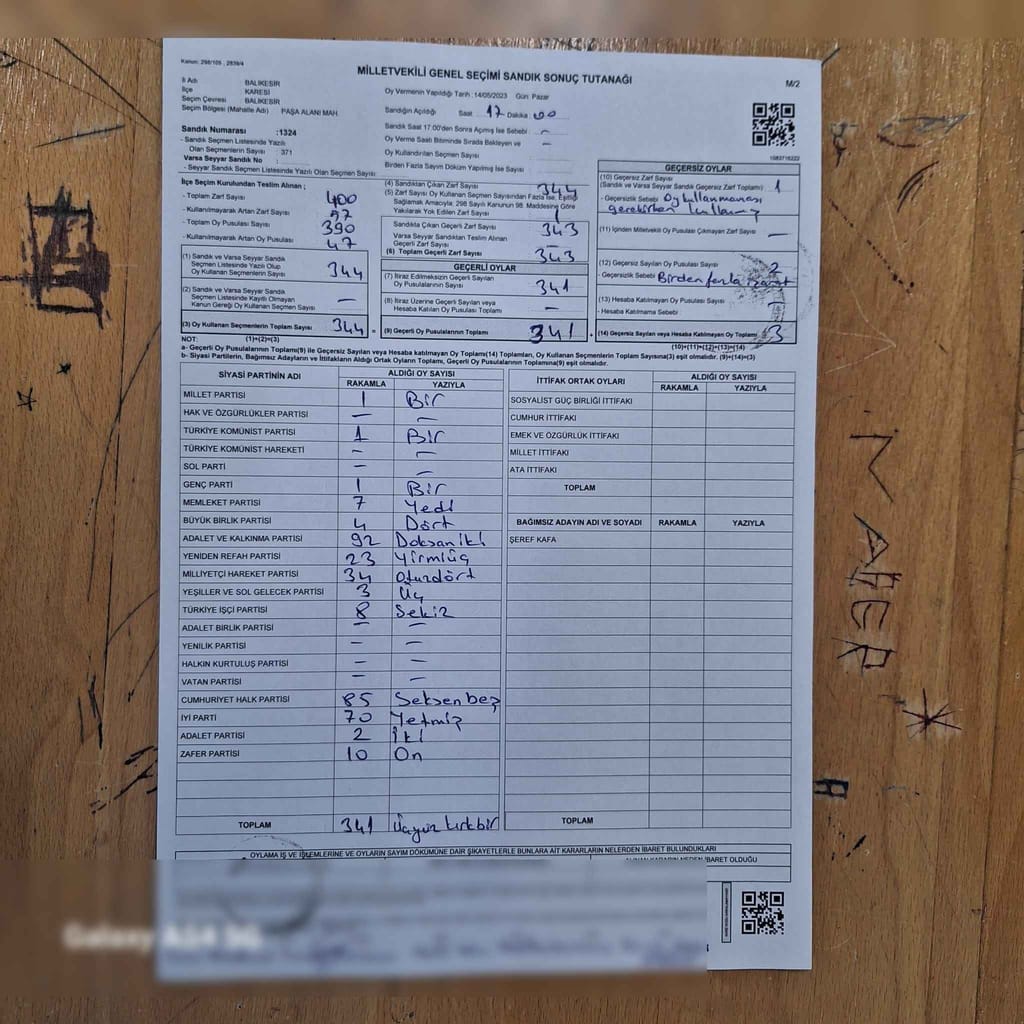 Kanun: 298/105 , 2839/4
MİLLETVEKİLİ GENEL SEÇİMİ SANDIK SONUÇ TUTANAĞI
M/2
İl Adı BALIKESİR
İlçe KARESİ
Seçim Çevresi BALIKESİR
Seçim Bölgesi (Mahalle Adı) PAŞA ALANI MAH.
Oy Vermenin Yapıldığı Tarih : 14/05/2023 Gün: Pazar
Sandığın Açıldığı Saat 17 Dakika 00
Sandık Saat 17:00'den Sonra Açımış İse Sebebi -
Oy Verme Saati Bitiminde Sırada Bekleyen ve
Oy Kullandırılan Seçmen Sayısı -
Birden Fazla Sayım Döküm Yapılmış İse Sayısı
Sandık Numarası :1324
- Sandık Seçmen Listesinde Yazılı
Olan Seçmenlerin Sayısı : 371
Varsa Seyyar Sandık No :
- Seyyar Sandık Seçmen Listesinde Yazılı Olan Seçmen Sayısı:
İlçe Seçim Kurulundan Teslim Alınan ;
- Toplam Zarf Sayısı 400
- Kullanılmayarak Artan Zarf Sayısı
- Toplam Oy Pusulası Sayısı 390
- Kullanılmayarak Artan Oy Pusulası 47
(1) Sandık ve Varsa Seyyar Sandık
Seçmen Listesinde Yazılı Olup
Oy Kullanan Seçmenlerin Sayısı 344
(2) Sandık ve Varsa Seyyar Sandık
Seçmen Listesinde Kayıtlı Olmayan
Kanun Gereği Oy Kullanan Seçmen Sayısı —
(3) Oy Kullanan Seçmenlerin Toplam Sayısı 344 =
(1)+(2)=(3)
(4) Sandıktan Çıkan Zarf Sayısı 344
(5) Zarf Sayısı Oy Kullanan Seçmen Sayısından Fazla İse, Eşitliği
Sağlamak Amacıyla, 298 Sayılı Kanunun 98. Maddesine Göre
Yakılarak Yok Edilen Zarf Sayısı
Sandıkta Çıkan Geçerli Zarf Sayısı 343
Varsa Seyyar Sandıktan Teslim Alınan
Geçerli Zarf Sayısı —
(6) Toplam Geçerli Zarf Sayısı 343
GEÇERLİ OYLAR
(7) İtiraz Edilmeksizin Geçerli Sayılan
Oy Pusulalarının Sayısı 341
(8) İtiraz Üzerine Geçerli Sayılan veya
Hesaba Katılan Oy Pusulası Toplamı —
(9) Geçerli Oy Pusulalarının Toplamı 341 +
1083716222
GEÇERSİZ OYLAR
(10) Geçersiz Zarf Sayısı
(Sandık ve Varsa Seyyar Sandık Geçersiz Zarf Toplamı) 1
- Geçersizlik Sebebi Oy kullanmaması
gerekirken
(11) İçinden Milletvekili Oy Pusulası Çıkmayan Zarf Sayısı —
(12) Geçersiz Sayılan Oy Pusulası Sayısı 2
- Geçersizlik Sebebi Birden fazla işaret
(13) Hesaba Katılmayan Oy Pusulası Sayısı
- Hesaba Katılmama Sebebi
(14) Geçersiz Sayılan veya Hesaba Katılmayan Oy Toplamı 3
(10)+(11)+(12)+(13)=(14)
NOT:
a- Geçerli Oy Pusulaları Toplamı(9) ile Geçersiz Sayılan veya Hesaba katılmayan Oy Toplamı(14) Toplamları, Oy Kullanan Seçmenlerin Toplam Sayısına(3) eşit olmalıdır. (9)+(14)=(3)
b- Siyasi Partilerin, Bağımsız Adayların ve İttifakların Aldığı Ortak Oyların Toplamı, Geçerli Oy Pusulalarının Toplamına(9) eşit olmalıdır.
SİYASİ PARTİNİN ADI ALDIĞI OY SAYISI
RAKAMLA YAZIYLA
MİLLET PARTİSİ 1 Bir
HAK VE ÖZGÜRLÜKLER PARTİSİ — —
TÜRKİYE KOMÜNİST PARTİSİ 1 Bir
TÜRKİYE KOMÜNİST HAREKETİ — —
SOL PARTİ — —
GENÇ PARTİ 1 Bir
MEMLEKET PARTİSİ 7 Yedi
BÜYÜK BİRLİK PARTİSİ 4 Dört
ADALET VE KALKINMA PARTİSİ 92 Doksan iki
YENİDEN REFAH PARTİSİ 23 Yirmiüç
MİLLİYETÇİ HAREKET PARTİSİ 34 otuzdört
YEŞİLLER VE SOL GELECEK PARTİSİ 3 Üç
TÜRKİYE İŞÇİ PARTİSİ 8 Sekiz
ADALET BİRLİK PARTİSİ — —
YENİLİK PARTİSİ — —
HALKIN KURTULUŞ PARTİSİ — —
VATAN PARTİSİ — —
CUMHURİYET HALK PARTİSİ 85 Seksen beş
İYİ PARTİ 70 Yetmiş
ADALET PARTİSİ 2 İki
ZAFER PARTİSİ 10 On
TOPLAM 341 Üçyüz kırkbir
İTTİFAK ORTAK OYLARI ALDIĞI OY SAYISI
RAKAMLA YAZIYLA
SOSYALİST GÜÇ BİRLİĞİ İTTİFAKI
CUMHUR İTTİFAKI
EMEK VE ÖZGÜRLÜK İTTİFAKI
MİLLET İTTİFAKI
ATA İTTİFAKI
TOPLAM
BAĞIMSIZ ADAYIN ADI VE SOYADI RAKAMLA YAZIYLA
ŞEREF KAFA
TOPLAM
OYLAMA İŞ VE İŞLEMLERİNE VE OYLARIN SAYIM DÖKÜMÜNE DAİR ŞİKAYETLERLE BUNLARA AİT KARARLARIN NELERDEN İBARET BULUNDUKLARI
ALINAN KARARIN NEDEN İBARET OLDUĞU
Galaxy A14 5G